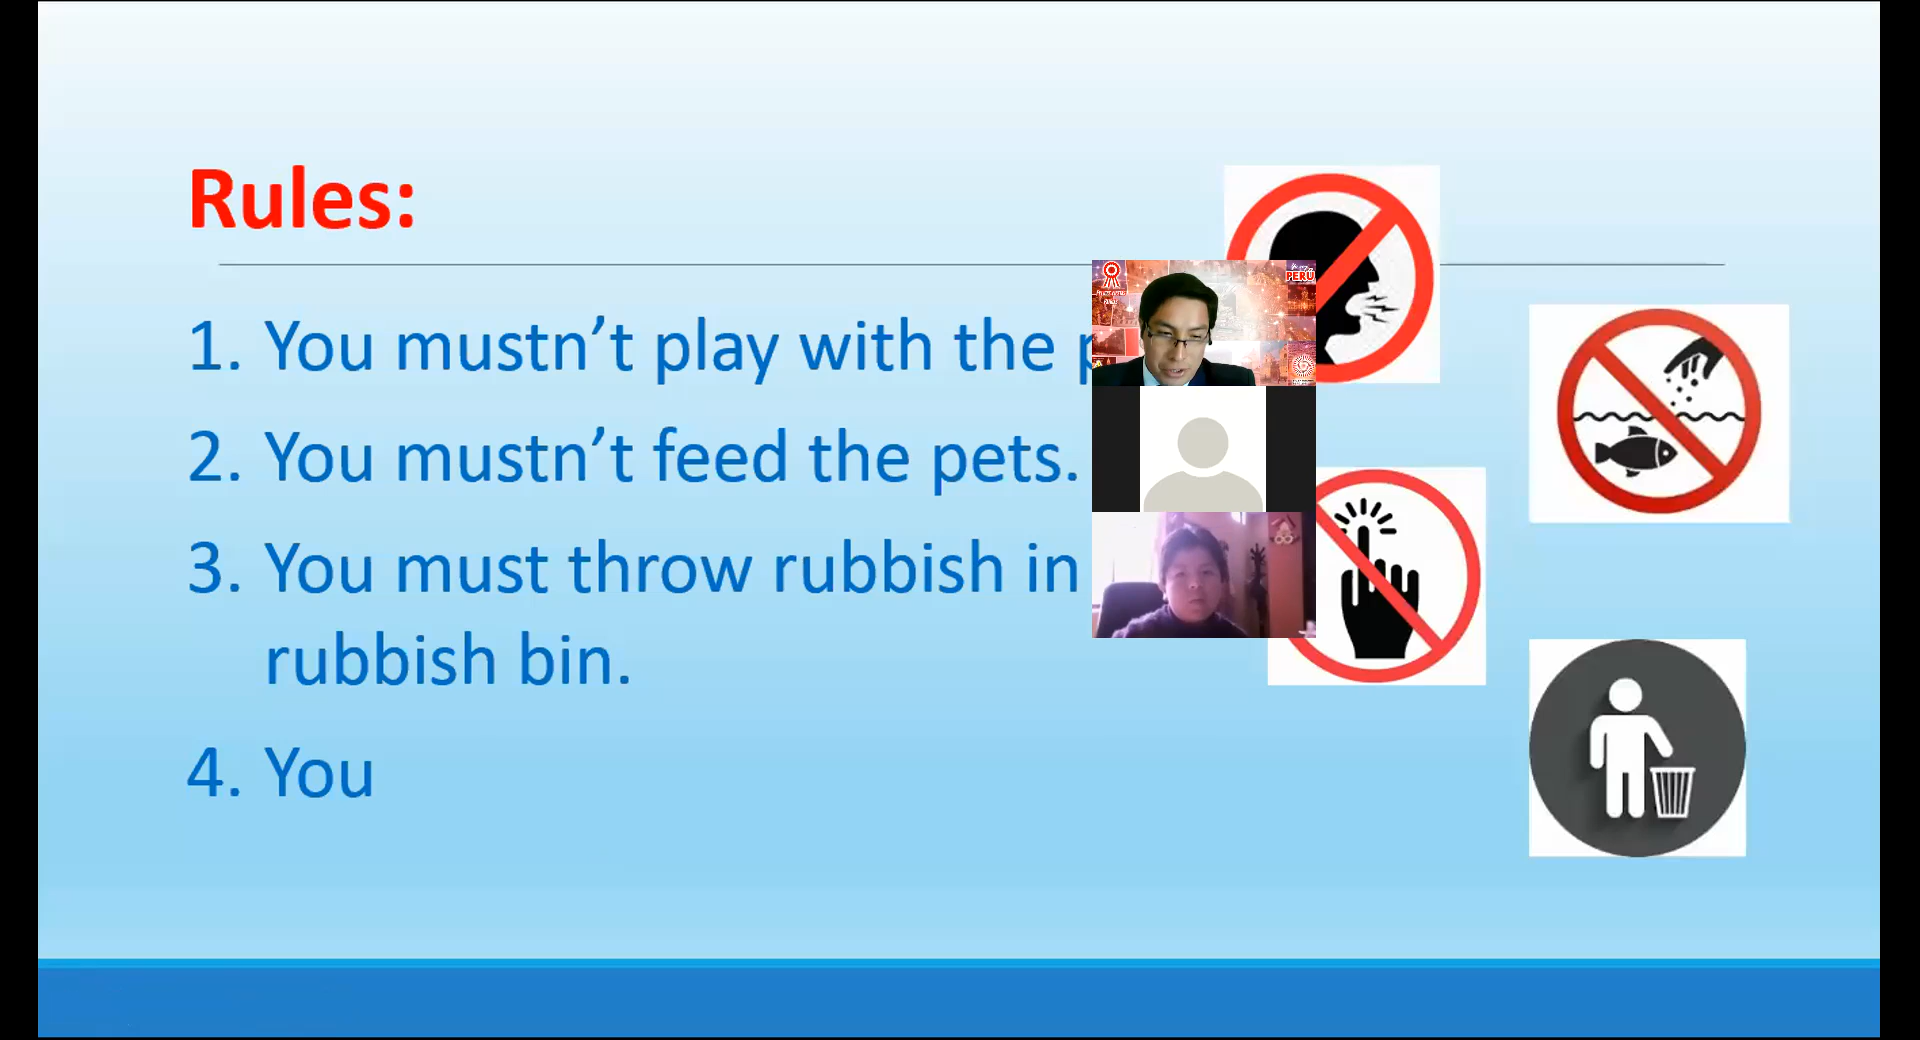 Rules:
1. You mustn't play with the
2. You mustn't feed the pets.
3. You must throw rubbish in
rubbish bin.
4. You
PERÚ